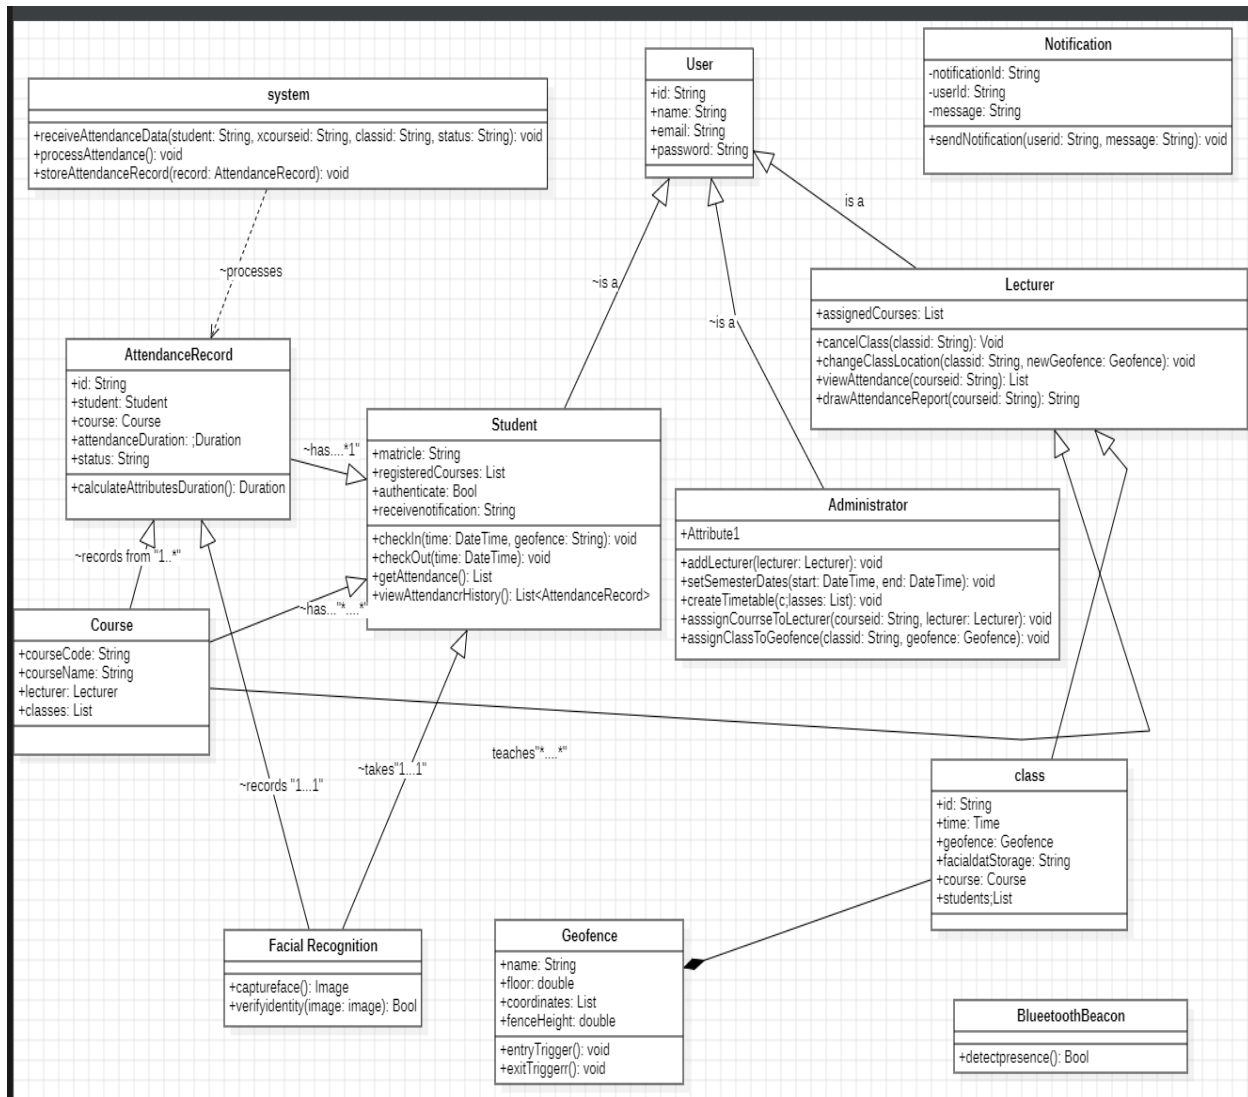 system
+receiveAttendanceData(student: String, xcourseid: String, classid: String, status: String): void
+processAttendance(): void
+storeAttendanceRecord(record: AttendanceRecord): void
User
+id: String
+name: String
+email: String
+password: String
Notification
-notificationId: String
-userId: String
-message: String
+sendNotification(userid: String, message: String): void
is a
~processes
~is a
~is a
Lecturer
+assignedCourses: List
+cancelClass(classid: String): Void
+changeClassLocation(classid: String, newGeofence: Geofence): void
+viewAttendance(courseid: String): List
+drawAttendanceReport(courseid: String): String
AttendanceRecord
+id: String
+student: Student
+course: Course
+attendanceDuration: ;Duration
+status: String
+calculateAttributesDuration(): Duration
~has....*1"
Student
+matricle: String
+registeredCourses: List
+authenticate: Bool
+receivenotification: String
+checkIn(time: DateTime, geofence: String): void
+checkOut(time: DateTime): void
+getAttendance(): List
+viewAttendancrHistory(): List<AttendanceRecord>
Administrator
+Attribute1
+addLecturer(lecturer: Lecturer): void
+setSemesterDates(start: DateTime, end: DateTime): void
+createTimetable(c;lasses: List): void
+asssignCourrseToLecturer(courseid: String, lecturer: Lecturer): void
+assignClassToGeofence(classid: String, geofence: Geofence): void
~records from "1..*"
~has..."*....*"
Course
+courseCode: String
+courseName: String
+lecturer: Lecturer
+classes: List
teaches"*....*"
~takes"1...1"
~records "1...1"
class
+id: String
+time: Time
+geofence: Geofence
+facialdatStorage: String
+course: Course
+students;List
Facial Recognition
+captureface(): Image
+verifyidentity(image: image): Bool
Geofence
+name: String
+floor: double
+coordinates: List
+fenceHeight: double
+entryTrigger(): void
+exitTriggerr(): void
BlueetoothBeacon
+detectpresence(): Bool